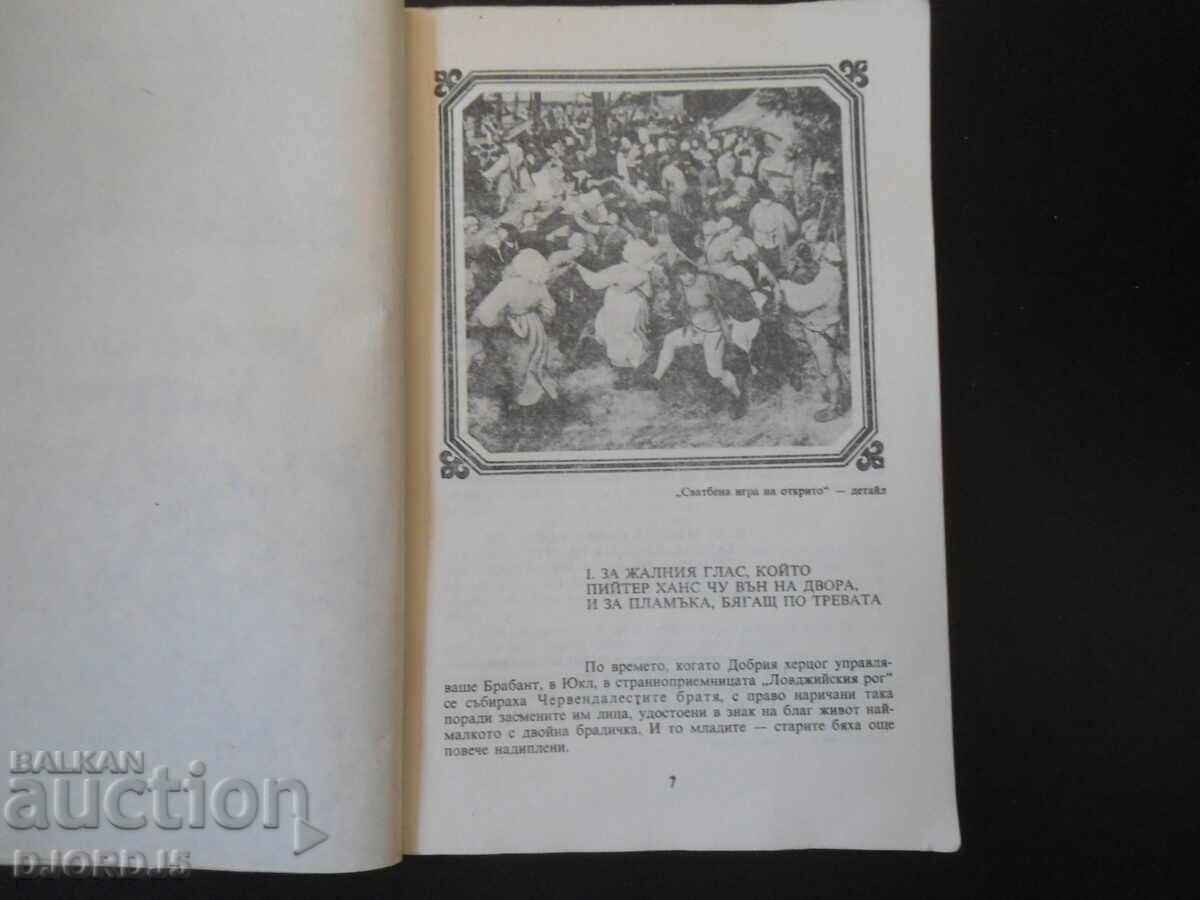 „Сватбена игра на открито“ — детайл
I. ЗА ЖАЛНИЯ ГЛАС, КОЙТО
ПИЙТЕР ХАНС ЧУ ВЪН НА ДВОРА,
И ЗА ПЛАМЪКА, БЯГАЩ ПО ТРЕВАТА
По времето, когато Добрия херцог управля-
ваше Брабант, в Юкл, в странноприемницата „Ловджийския рог“
се събираха Червендалестите братя, с право наричани така
поради засмените им лица, удостоени в знак на благ живот най-
малкото с двойна брадичка. И то младите — старите бяха още
повече надиплени.
7
BALKAN
auction
DJORDJ5